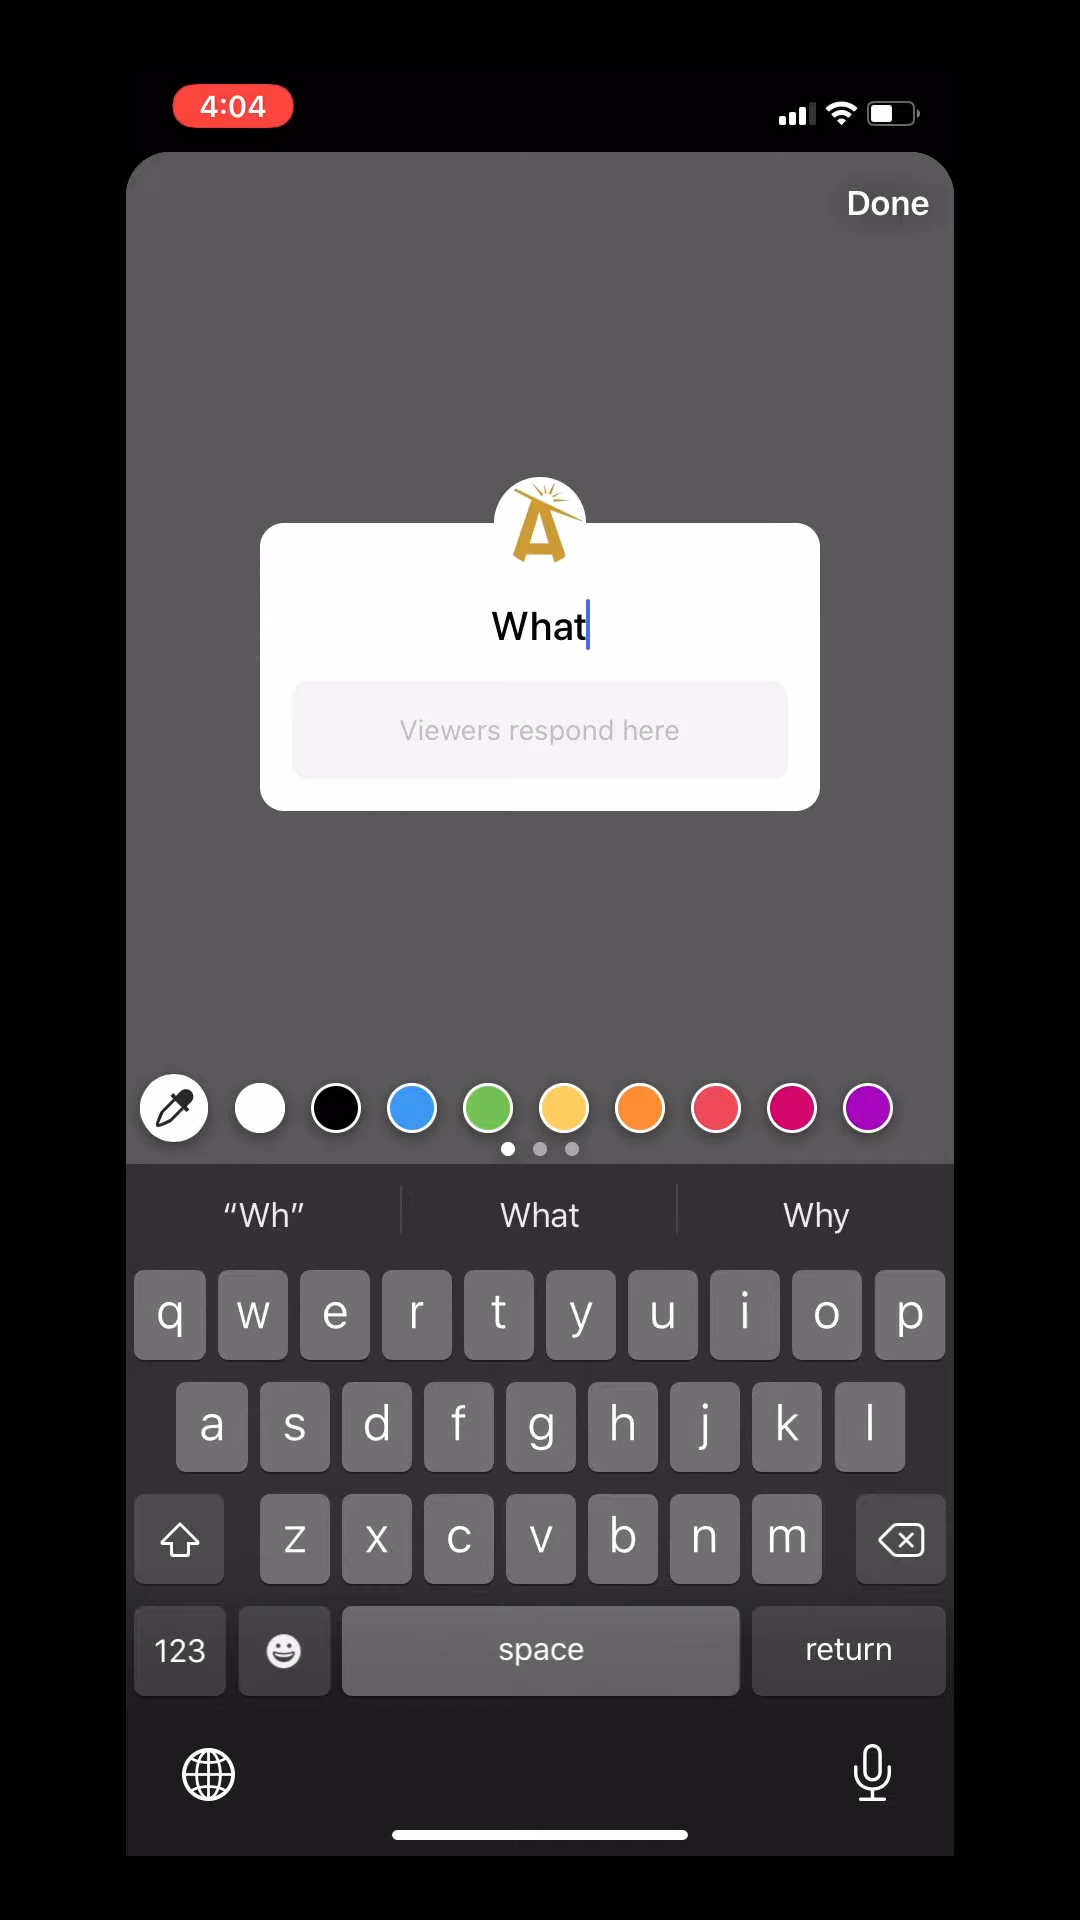 4:04
Done
What
Viewers respond here
“Wh” What Why
q w e r t y u i o p
a s d f g h j k l
z x c v b n m
123 space return